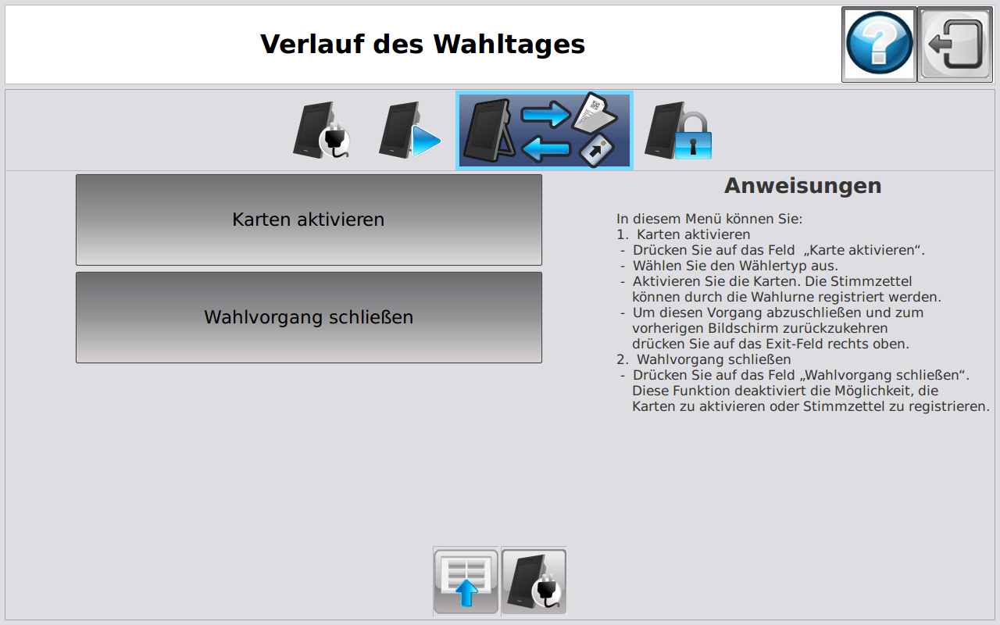 Verlauf des Wahltages
Karten aktivieren
Wahlvorgang schließen
Anweisungen
In diesem Menü können Sie:
1.  Karten aktivieren
-  Drücken Sie auf das Feld  „Karte aktivieren“.
-  Wählen Sie den Wählertyp aus.
-  Aktivieren Sie die Karten. Die Stimmzettel
können durch die Wahlurne registriert werden.
-  Um diesen Vorgang abzuschließen und zum
vorherigen Bildschirm zurückzukehren
drücken Sie auf das Exit-Feld rechts oben.
2.  Wahlvorgang schließen
-  Drücken Sie auf das Feld „Wahlvorgang schließen“.
Diese Funktion deaktiviert die Möglichkeit, die
Karten zu aktivieren oder Stimmzettel zu registrieren.